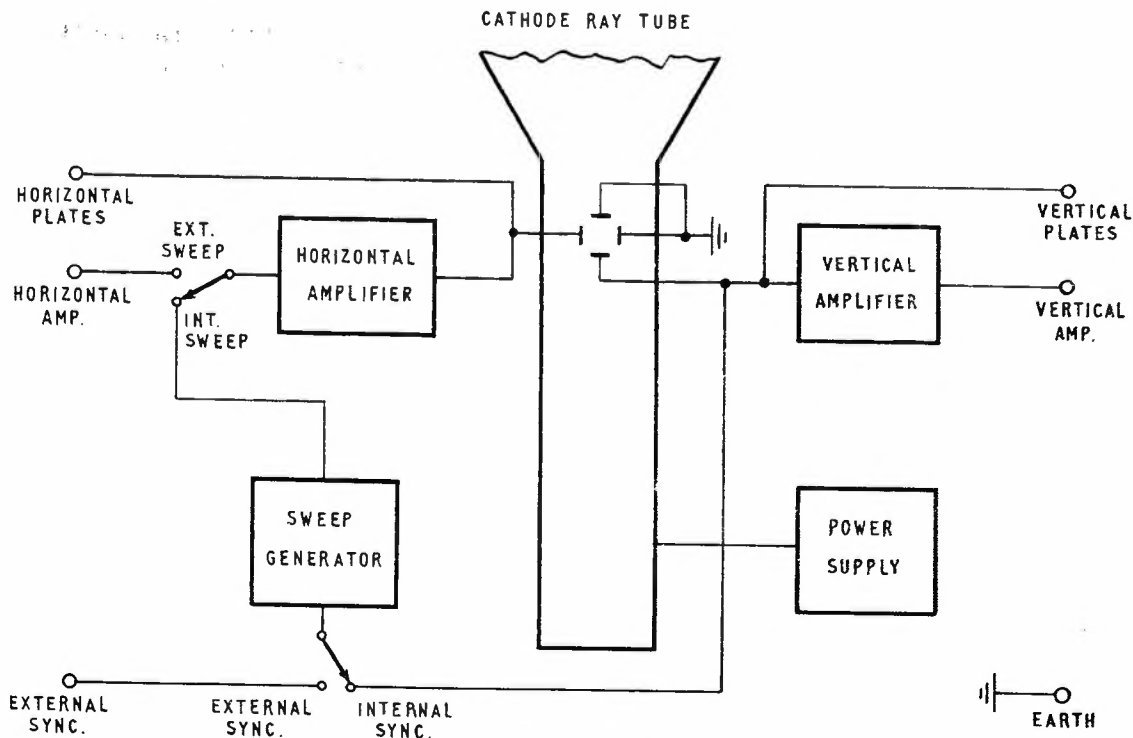 CATHODE RAY TUBE
HORIZONTAL
PLATES
EXT.
SWEEP
HORIZONTAL
AMP.
INT.
SWEEP
HORIZONTAL
AMPLIFIER
VERTICAL
PLATES
VERTICAL
AMPLIFIER
VERTICAL
AMP.
SWEEP
GENERATOR
POWER
SUPPLY
EXTERNAL
SYNC.
EXTERNAL
SYNC.
INTERNAL
SYNC.
EARTH